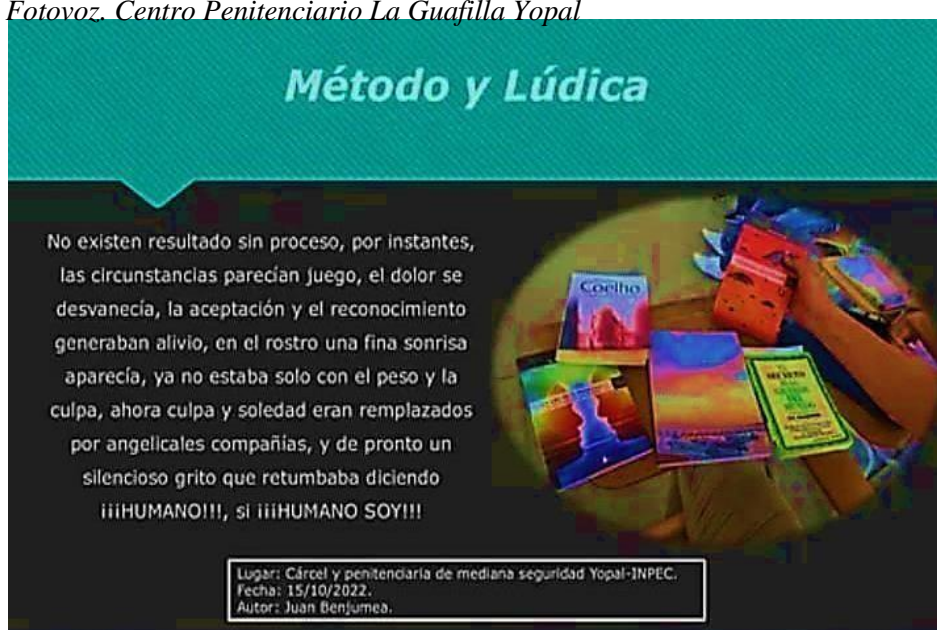 Fotovoz. Centro Penitenciario La Guafilla Yopal
Método y Lúdica
No existen resultado sin proceso, por instantes,
las circunstancias parecían juego, el dolor se
desvanecía, la aceptación y el reconocimiento
generaban alivio, en el rostro una fina sonrisa
aparecía, ya no estaba solo con el peso y la
culpa, ahora culpa y soledad eran remplazados
por angelicales compañías, y de pronto un
silencioso grito que retumbaba diciendo
¡¡¡HUMANO!!!, si ¡¡¡HUMANO SOY!!!
Coelho
SECRETO
Lugar: Cárcel y penitenciaria de mediana seguridad Yopal-INPEC.
Fecha: 15/10/2022.
Autor: Juan Benjumea.